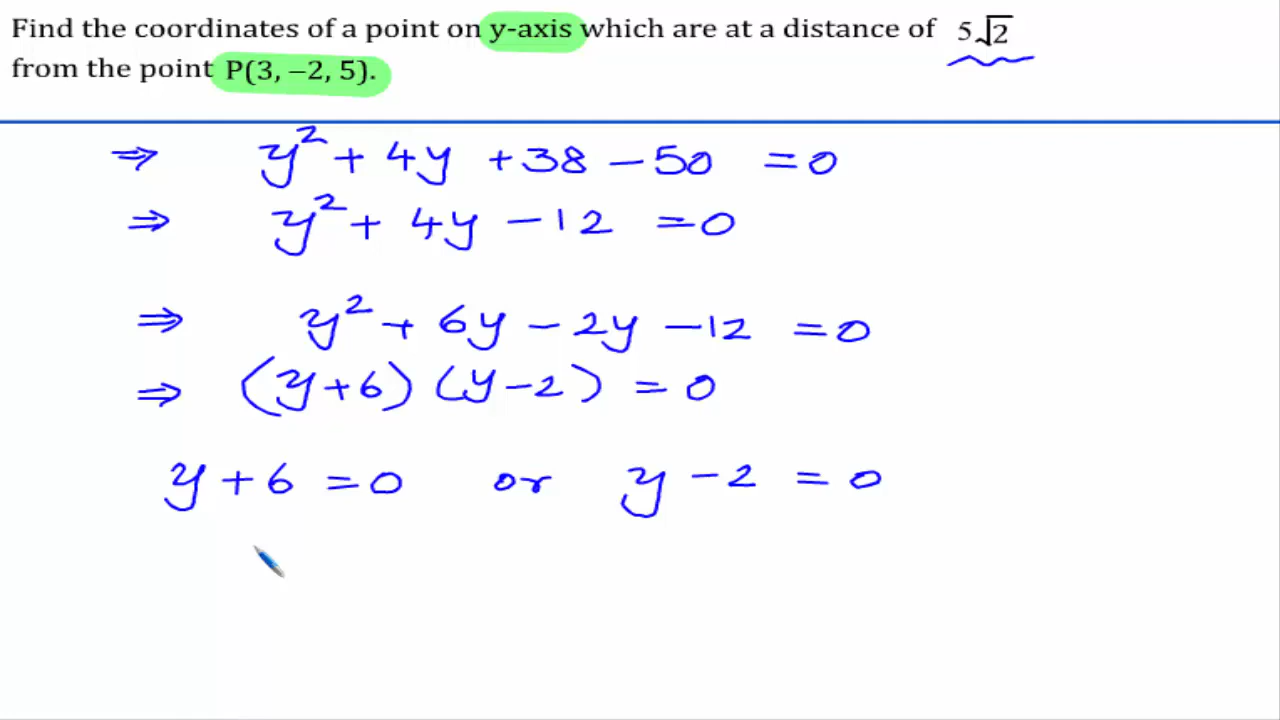 Find the coordinates of a point on y-axis which are at a distance of 5√2
from the point P(3, −2, 5).
⇒ y² + 4y + 38 − 50 = 0
⇒ y² + 4y − 12 = 0
⇒ y² + 6y − 2y − 12 = 0
⇒ (y + 6) (y − 2) = 0
y + 6 = 0 or y − 2 = 0